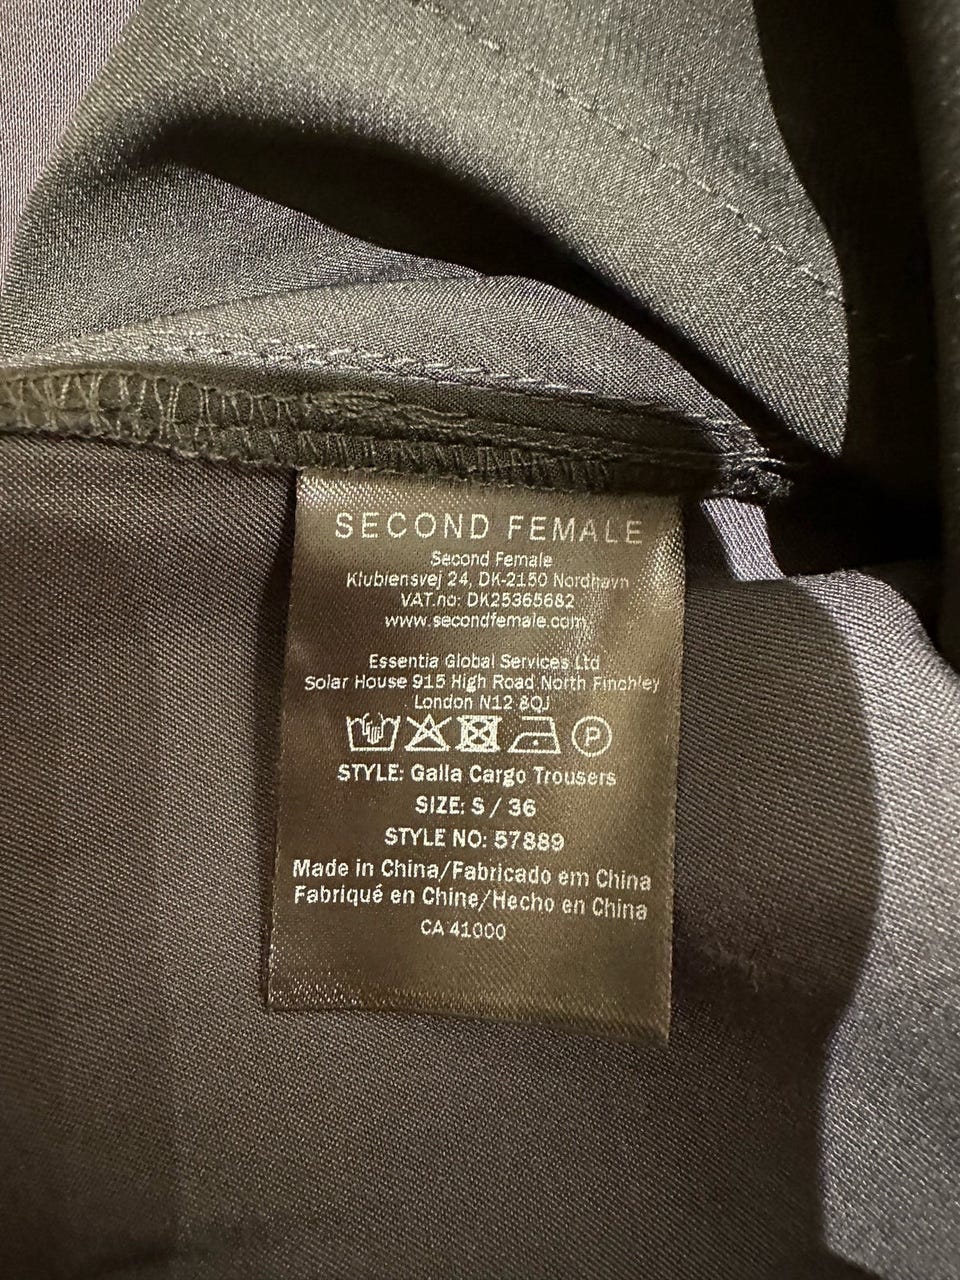 SECOND FEMALE
Second Female
Klubiensvej 24, DK-2150 Nordhavn
VAT.no: DK25365682
www.secondfemale.com
Essentia Global Services Ltd
Solar House 915 High Road North Finchley
London N12 8QJ
P
STYLE: Galla Cargo Trousers
SIZE: S / 36
STYLE NO: 57889
Made in China/Fabricado em China
Fabriqué en Chine/Hecho en China
CA 41000